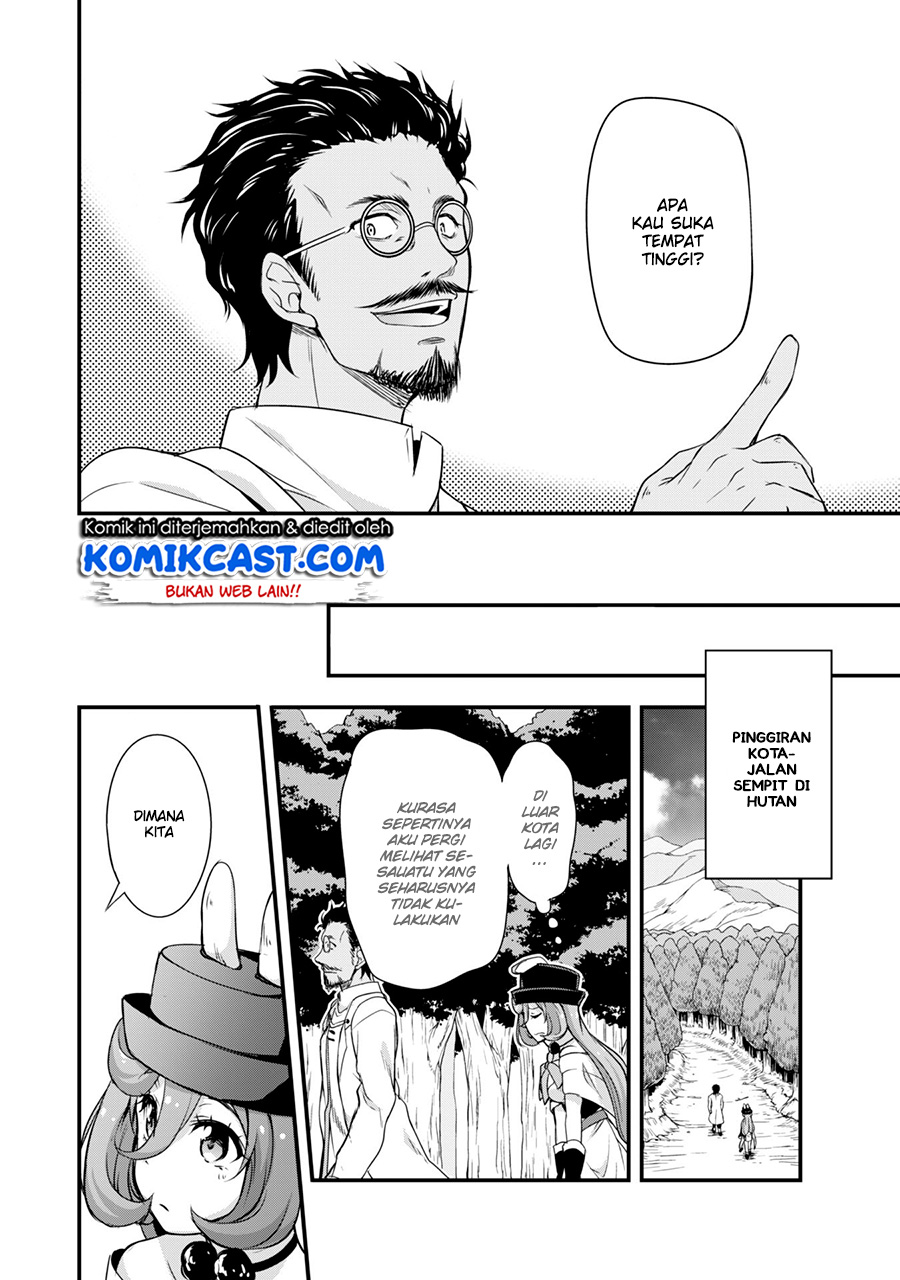 APA
KAU SUKA
TEMPAT
TINGGI?
Komik ini diterjemahkan & diedit oleh
KOMIKCAST.COM
BUKAN WEB LAIN!!
PINGGIRAN
KOTA-
JALAN
SEMPIT DI
HUTAN
DI
LUAR
KOTA
LAGI
...
KURASA
SEPERTINYA
AKU PERGI
MELIHAT SE-
SAUATU YANG
SEHARUSNYA
TIDAK KU-
LAKUKAN
DIMANA
KITA